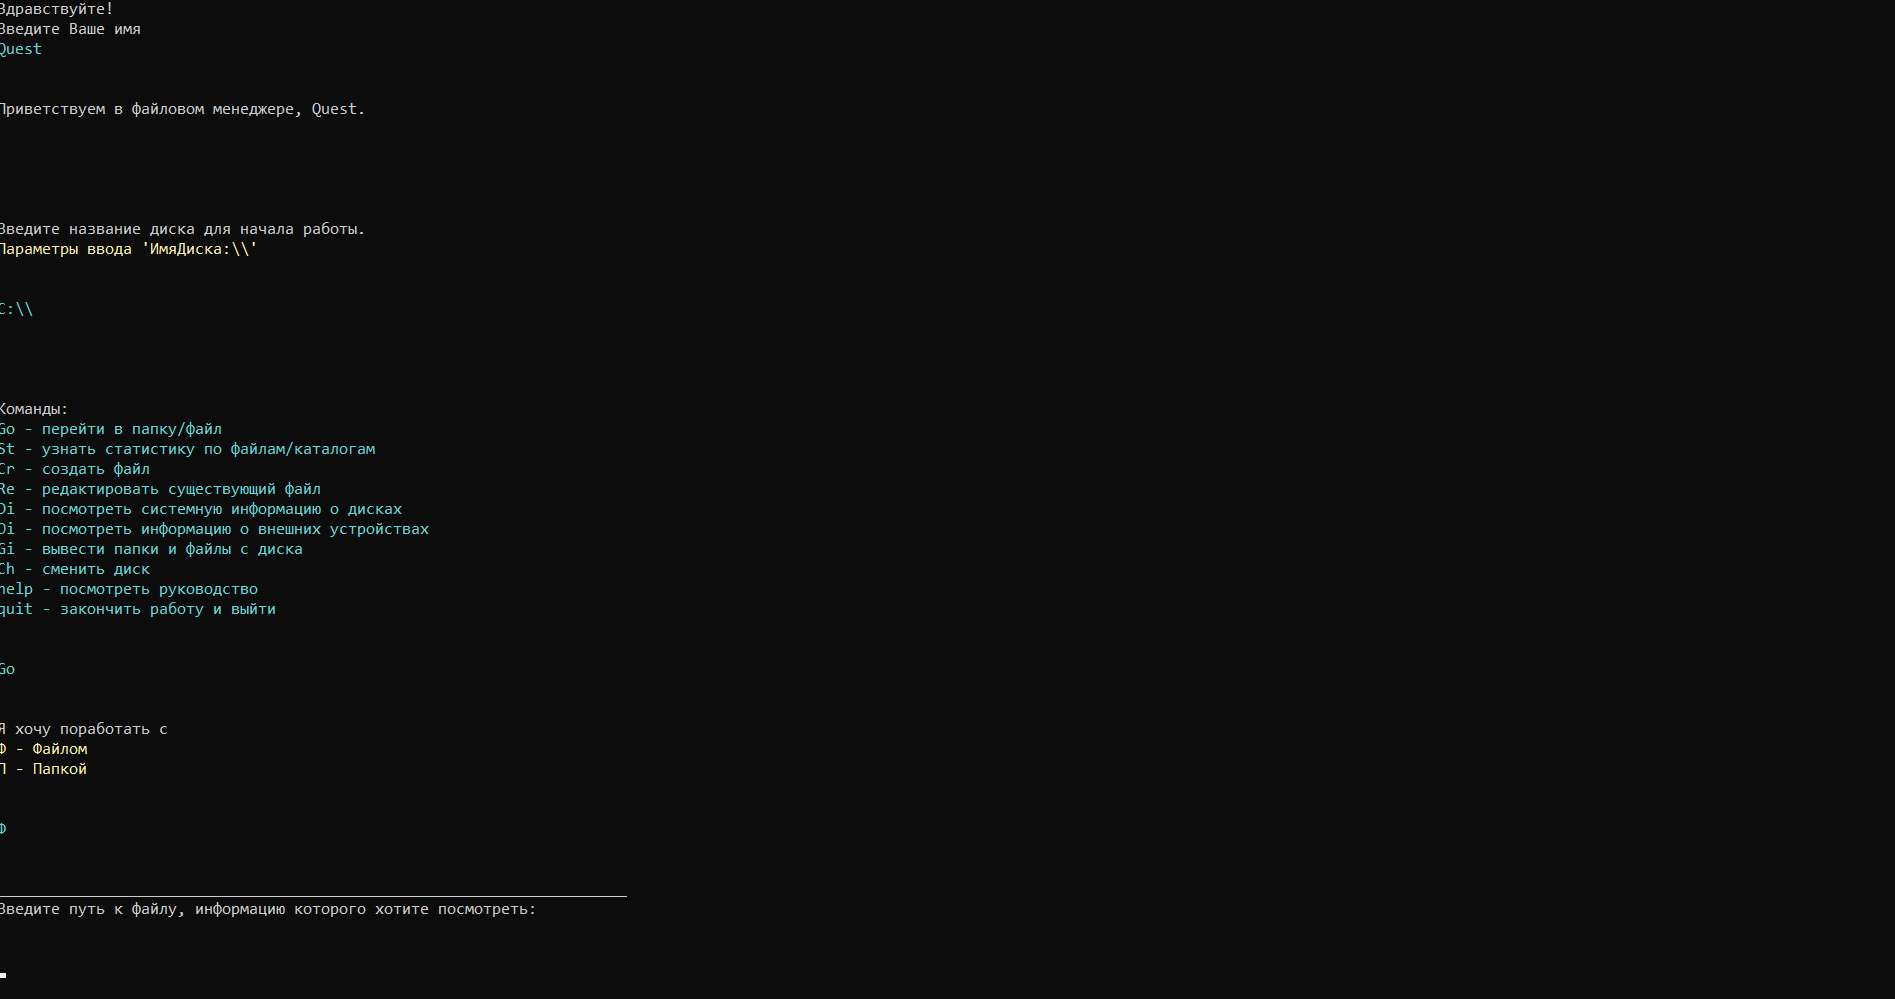 Здравствуйте!
Введите Ваше имя
Quest
Приветствуем в файловом менеджере, Quest.
Введите название диска для начала работы.
Параметры ввода 'ИмяДиска:\\'
C:\\
Команды:
Go - перейти в папку/файл
St - узнать статистику по файлам/каталогам
Cr - создать файл
Re - редактировать существующий файл
Di - посмотреть системную информацию о дисках
Oi - посмотреть информацию о внешних устройствах
Gi - вывести папки и файлы с диска
Ch - сменить диск
help - посмотреть руководство
quit - закончить работу и выйти
Go
Я хочу поработать с
Ф - Файлом
П - Папкой
Ф
Введите путь к файлу, информацию которого хотите посмотреть: